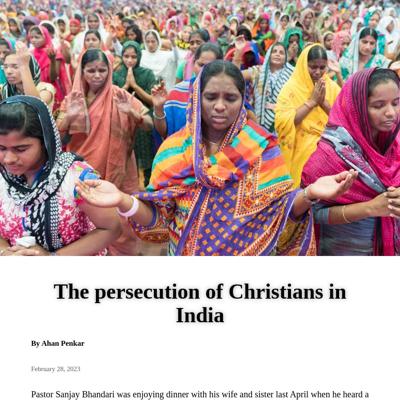 The persecution of Christians in
India
By Ahan Penkar
February 28, 2023
Pastor Sanjay Bhandari was enjoying dinner with his wife and sister last April when he heard a